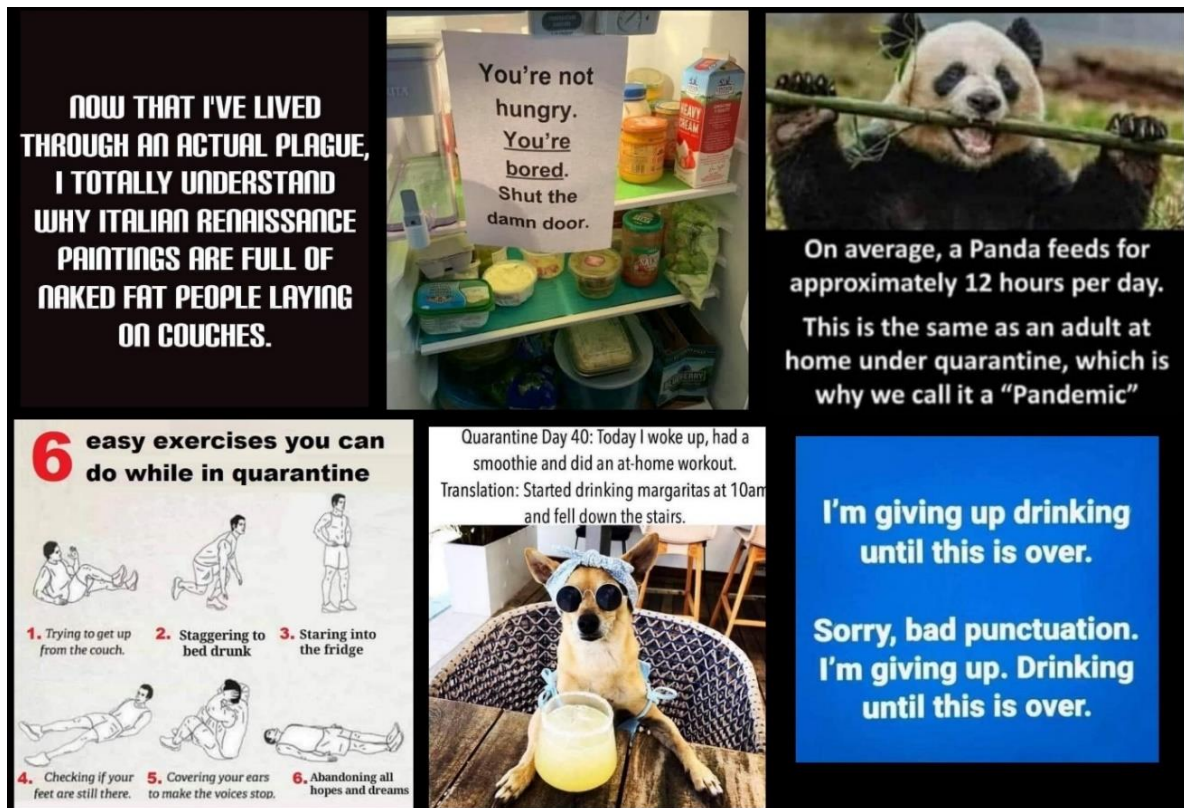 NOW THAT I'VE LIVED
THROUGH AN ACTUAL PLAGUE,
I TOTALLY UNDERSTAND
WHY ITALIAN RENAISSANCE
PAINTINGS ARE FULL OF
NAKED FAT PEOPLE LAYING
ON COUCHES.
You're not
hungry.
You're
bored.
Shut the
damn door.
HEAVY
CREAM
On average, a Panda feeds for
approximately 12 hours per day.
This is the same as an adult at
home under quarantine, which is
why we call it a “Pandemic”
6 easy exercises you can
do while in quarantine
1. Trying to get up
from the couch.
2. Staggering to
bed drunk
3. Staring into
the fridge
4. Checking if your
feet are still there.
5. Covering your ears
to make the voices stop.
6. Abandoning all
hopes and dreams
Quarantine Day 40: Today I woke up, had a
smoothie and did an at-home workout.
Translation: Started drinking margaritas at 10am
and fell down the stairs.
I'm giving up drinking
until this is over.
Sorry, bad punctuation.
I'm giving up. Drinking
until this is over.